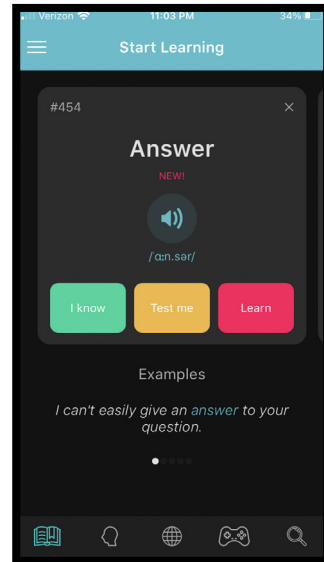 Verizon 11:03 PM 34%
Start Learning
#454
Answer
NEW!
/ˈɑːn.sər/
I know Test me Learn
Examples
I can't easily give an answer to your
question.